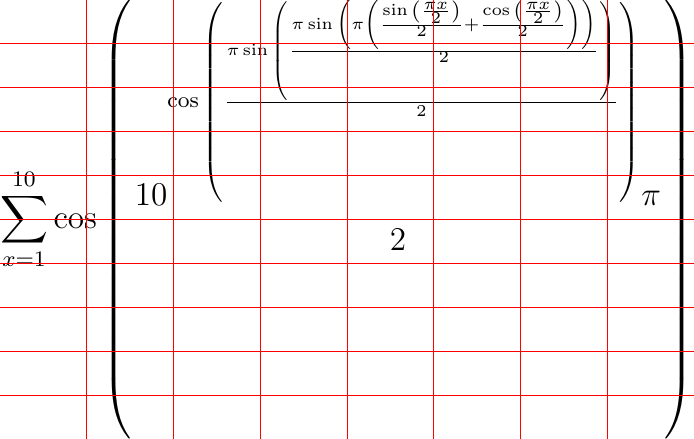 \sum_{x=1}^{10} \cos \left( \frac{10^{\cos \left( \frac{\pi \sin \left( \frac{\pi \sin \left( \pi \left( \frac{\sin \left( \frac{\pi x}{2} \right)}{2} + \frac{\cos \left( \frac{\pi x}{2} \right)}{2} \right) \right)}{2} \right)}{2} \right)} \pi}{2} \right)